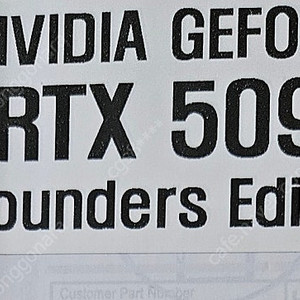 NVIDIA GEFO
RTX 509
ounders Edi
Customer Part Number